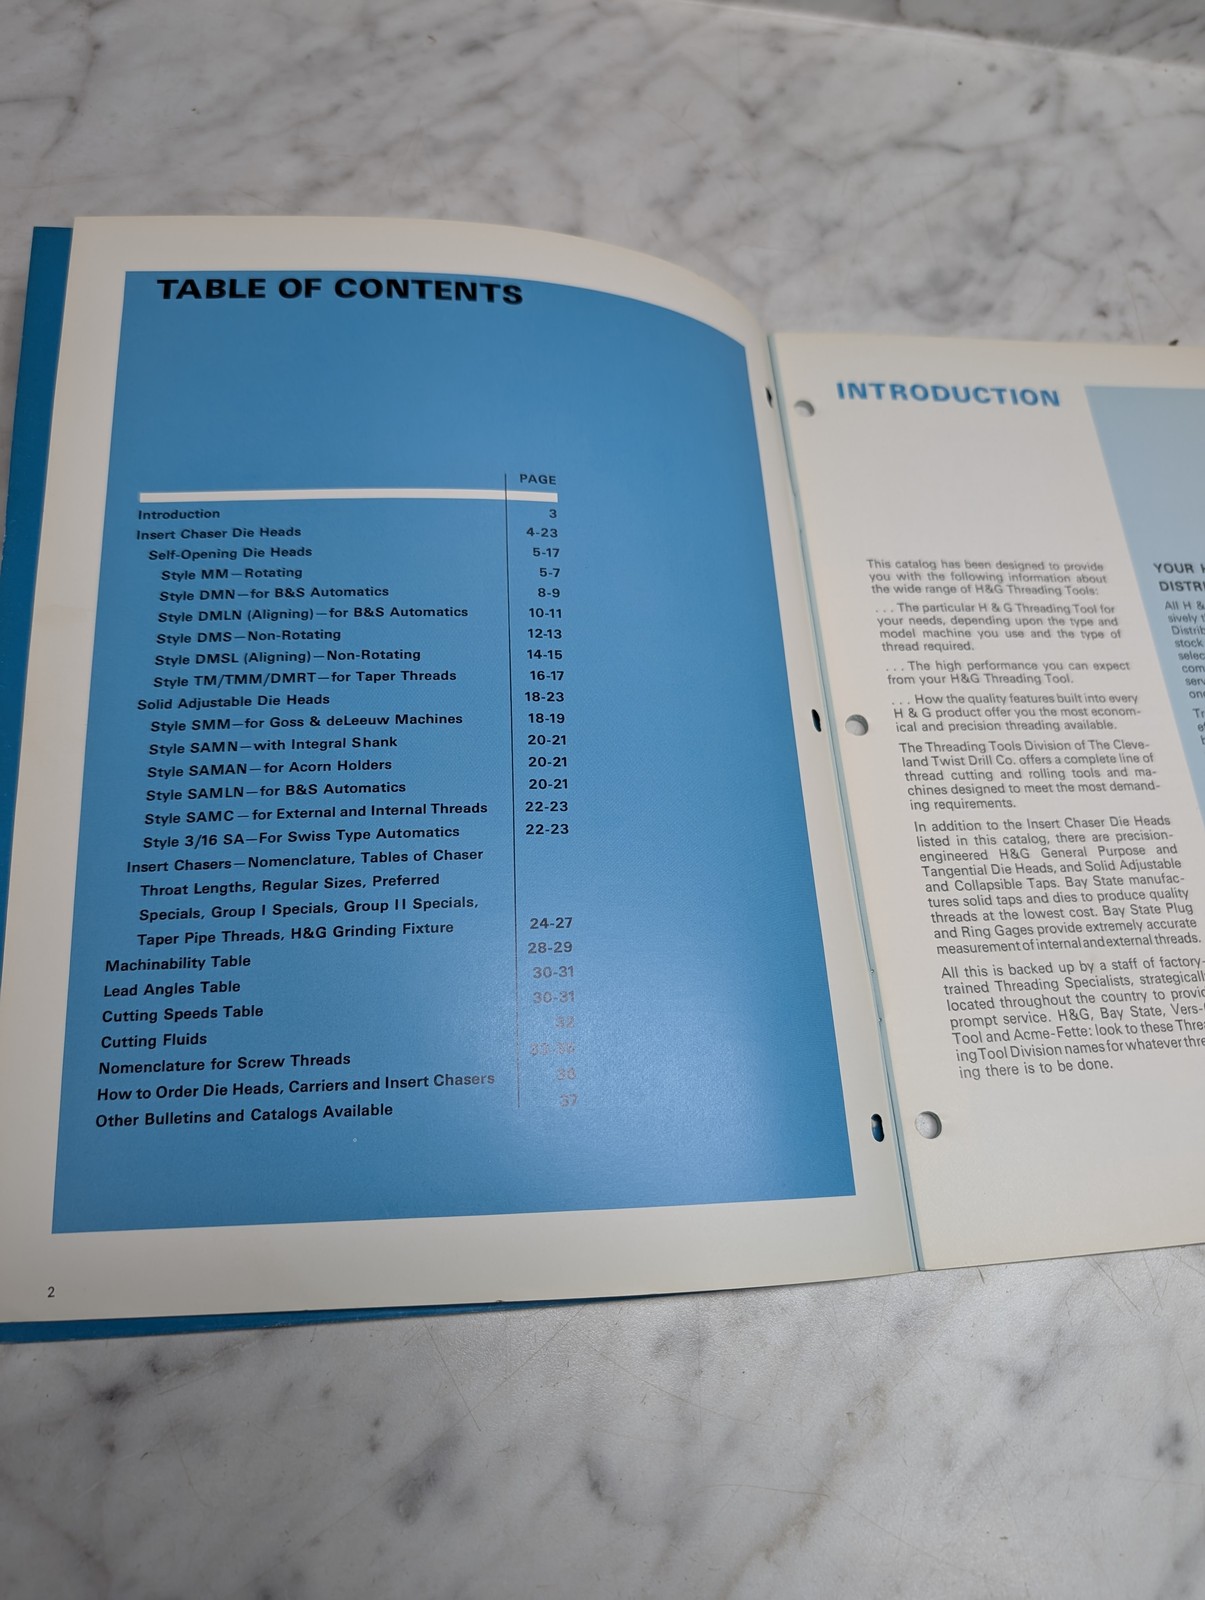 TABLE OF CONTENTS
PAGE
Introduction 3
Insert Chaser Die Heads 4-23
Self-Opening Die Heads 5-17
Style MM—Rotating 5-7
Style DMN—for B&S Automatics 8-9
Style DMLN (Aligning)—for B&S Automatics 10-11
Style DMS—Non-Rotating 12-13
Style DMSL (Aligning)—Non-Rotating 14-15
Style TM/TMM/DMRT—for Taper Threads 16-17
Solid Adjustable Die Heads 18-23
Style SMM—for Goss & deLeeuw Machines 18-19
Style SAMN—with Integral Shank 20-21
Style SAMAN—for Acorn Holders 20-21
Style SAMLN—for B&S Automatics 20-21
Style SAMC—for External and Internal Threads 22-23
Style 3/16 SA—For Swiss Type Automatics 22-23
Insert Chasers—Nomenclature, Tables of Chaser
Throat Lengths, Regular Sizes, Preferred
Specials, Group I Specials, Group II Specials,
Taper Pipe Threads, H&G Grinding Fixture 24-27
Machinability Table 28-29
Lead Angles Table 30-31
Cutting Speeds Table 30-31
Cutting Fluids 32
Nomenclature for Screw Threads
How to Order Die Heads, Carriers and Insert Chasers
Other Bulletins and Catalogs Available 37
2
INTRODUCTION
This catalog has been designed to provide
you with the following information about
the wide range of H&G Threading Tools:
. . . The particular H & G Threading Tool for
your needs, depending upon the type and
model machine you use and the type of
thread required.
. . . The high performance you can expect
from your H&G Threading Tool.
. . . How the quality features built into every
H & G product offer you the most econom-
ical and precision threading available.
The Threading Tools Division of The Cleve-
land Twist Drill Co. offers a complete line of
thread cutting and rolling tools and ma-
chines designed to meet the most demand-
ing requirements.
In addition to the Insert Chaser Die Heads
listed in this catalog, there are precision-
engineered H&G General Purpose and
Tangential Die Heads, and Solid Adjustable
and Collapsible Taps. Bay State manufac-
tures solid taps and dies to produce quality
threads at the lowest cost. Bay State Plug
and Ring Gages provide extremely accurate
measurement of internal and external threads.
All this is backed up by a staff of factory-
trained Threading Specialists, strategicall
located throughout the country to provi
prompt service. H&G, Bay State, Vers-
Tool and Acme-Fette: look to these Thre
ing Tool Division names for whatever thre
ing there is to be done.
YOUR H
DISTRI
All H &
sively t
Distrib
stock
selec
com
serv